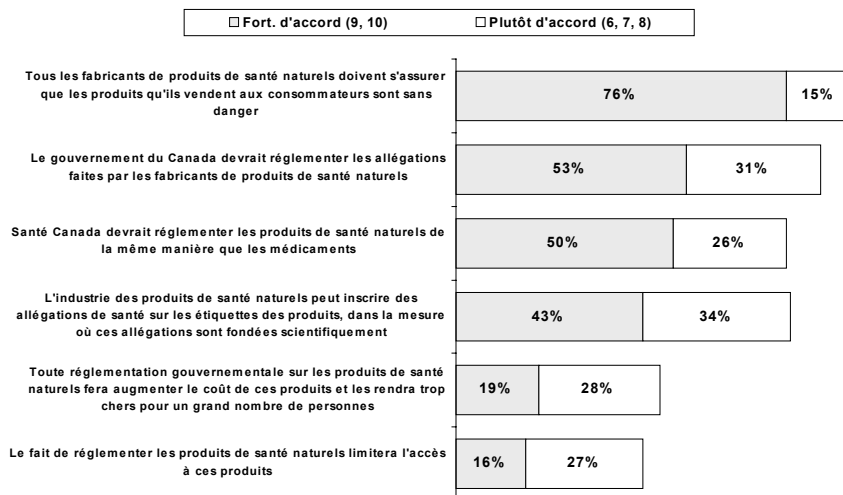 Fort. d'accord (9, 10) Plutôt d'accord (6, 7, 8)
Tous les fabricants de produits de santé naturels doivent s'assurer
que les produits qu'ils vendent aux consommateurs sont sans
danger
76% 15%
Le gouvernement du Canada devrait réglementer les allégations
faites par les fabricants de produits de santé naturels
53% 31%
Santé Canada devrait réglementer les produits de santé naturels de
la même manière que les médicaments
50% 26%
L'industrie des produits de santé naturels peut inscrire des
allégations de santé sur les étiquettes des produits, dans la mesure
où ces allégations sont fondées scientifiquement
43% 34%
Toute réglementation gouvernementale sur les produits de santé
naturels fera augmenter le coût de ces produits et les rendra trop
chers pour un grand nombre de personnes
19% 28%
Le fait de réglementer les produits de santé naturels limitera l'accès
à ces produits
16% 27%